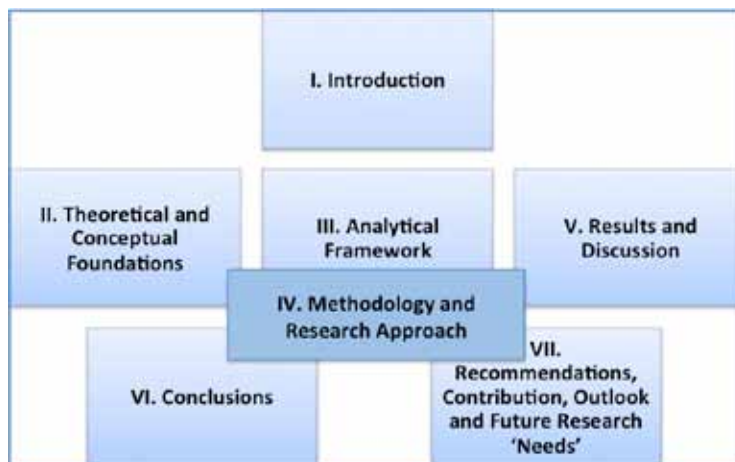 I. Introduction
II. Theoretical and
Conceptual
Foundations
III. Analytical
Framework
V. Results and
Discussion
IV. Methodology and
Research Approach
VI. Conclusions
VII.
Recommendations,
Contribution, Outlook
and Future Research
‘Needs’